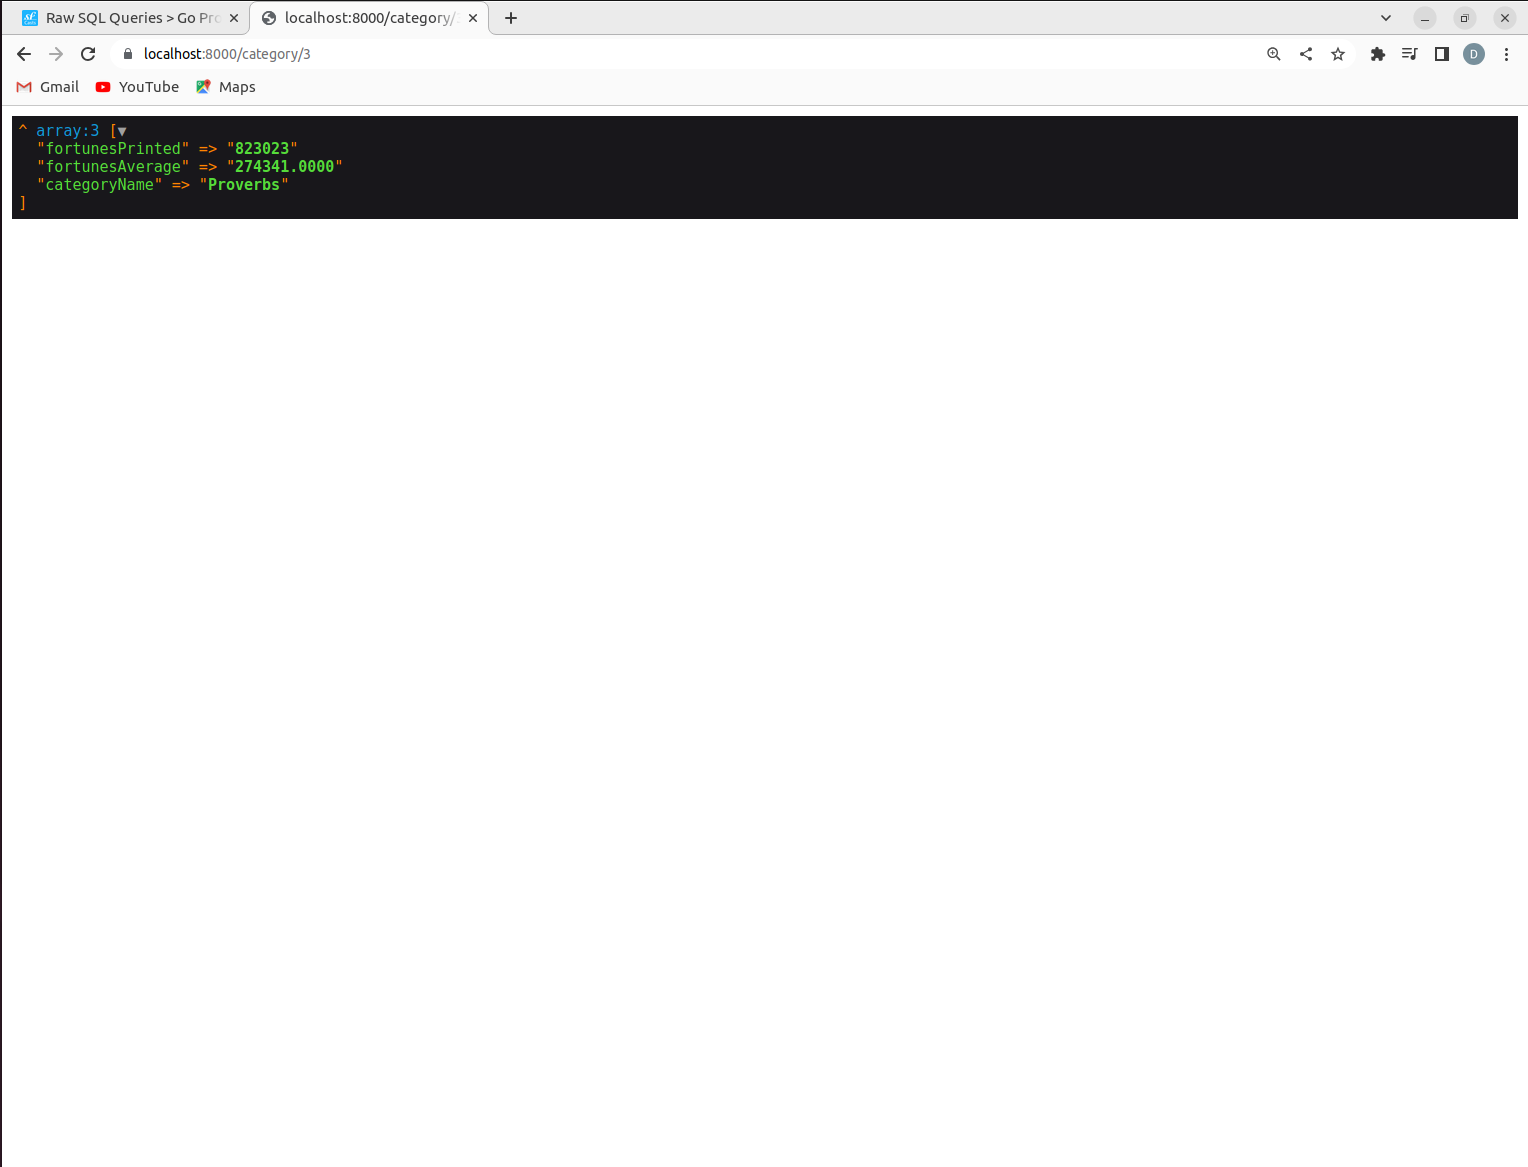 Raw SQL Queries > Go Pro
localhost:8000/category/
localhost:8000/category/3
D
Gmail
YouTube
Maps
^ array:3 [▼
"fortunesPrinted" => "823023"
"fortunesAverage" => "274341.0000"
"categoryName" => "Proverbs"
]